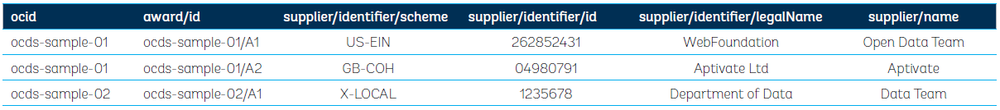 ocid award/id supplier/identifier/scheme supplier/identifier/id supplier/identifier/legalName supplier/name
ocds-sample-01 ocds-sample-01/A1 US-EIN 262852431 WebFoundation Open Data Team
ocds-sample-01 ocds-sample-01/A2 GB-COH 04980791 Aptivate Ltd Aptivate
ocds-sample-02 ocds-sample-02/A1 X-LOCAL 1235678 Department of Data Data Team